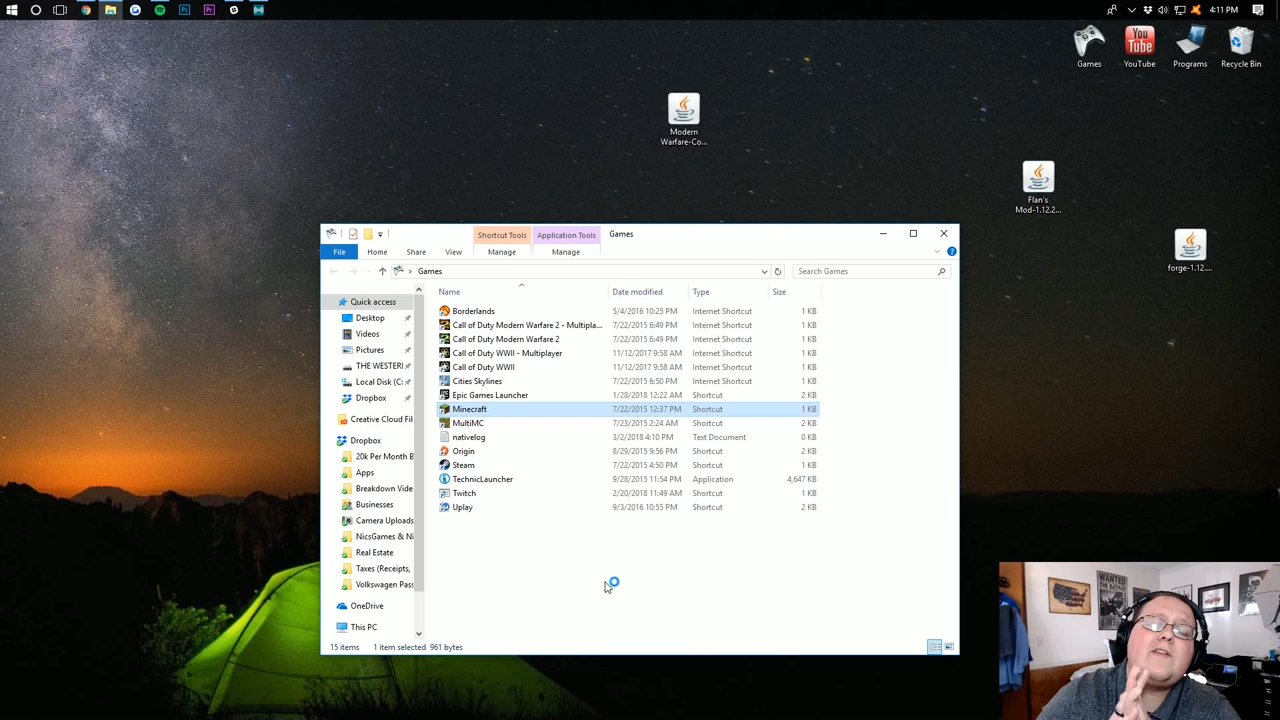 4:11 PM
Games
YouTube
Programs
Recycle Bin
Modern
Warfare-Co...
Flan's
Mod-1.12.2...
forge-1.12....
Shortcut Tools
Application Tools
Games
File
Home
Share
View
Manage
Manage
Games
Search Games
Name
Date modified
Type
Size
Quick access
Desktop
Videos
Pictures
THE WESTERI
Local Disk (C:
Dropbox
Creative Cloud Fil
Dropbox
20k Per Month B
Apps
Breakdown Vide
Businesses
Camera Uploads
NicsGames & Ni
Real Estate
Taxes (Receipts,
Volkswagen Pas
OneDrive
This PC
Borderlands 5/4/2016 10:25 PM Internet Shortcut 1 KB
Call of Duty Modern Warfare 2 - Multipla... 7/22/2015 6:49 PM Internet Shortcut 1 KB
Call of Duty Modern Warfare 2 7/22/2015 6:49 PM Internet Shortcut 1 KB
Call of Duty WWII - Multiplayer 11/12/2017 9:58 AM Internet Shortcut 1 KB
Call of Duty WWII 11/12/2017 9:58 AM Internet Shortcut 1 KB
Cities Skylines 7/22/2015 6:50 PM Internet Shortcut 1 KB
Epic Games Launcher 1/28/2018 12:22 AM Shortcut 2 KB
Minecraft 7/22/2015 12:37 PM Shortcut 1 KB
MultiMC 7/23/2015 2:24 AM Shortcut 2 KB
nativelog 3/2/2018 4:10 PM Text Document 0 KB
Origin 8/29/2015 9:56 PM Shortcut 2 KB
Steam 7/22/2015 4:50 PM Shortcut 1 KB
TechnicLauncher 9/28/2015 11:54 PM Application 4,647 KB
Twitch 2/20/2018 11:49 AM Shortcut 1 KB
Uplay 9/3/2016 10:55 PM Shortcut 2 KB
15 items 1 item selected 961 bytes
WANTED